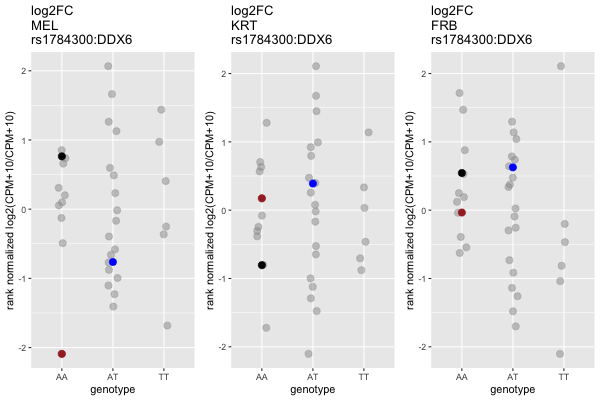 log2FC
MEL
rs1784300:DDX6
rank normalized log2(CPM+10/CPM+10)
2
1
0
-1
-2
AA AT TT
genotype
log2FC
KRT
rs1784300:DDX6
rank normalized log2(CPM+10/CPM+10)
2
1
0
-1
-2
AA AT TT
genotype
log2FC
FRB
rs1784300:DDX6
rank normalized log2(CPM+10/CPM+10)
2
1
0
-1
-2
AA AT TT
genotype